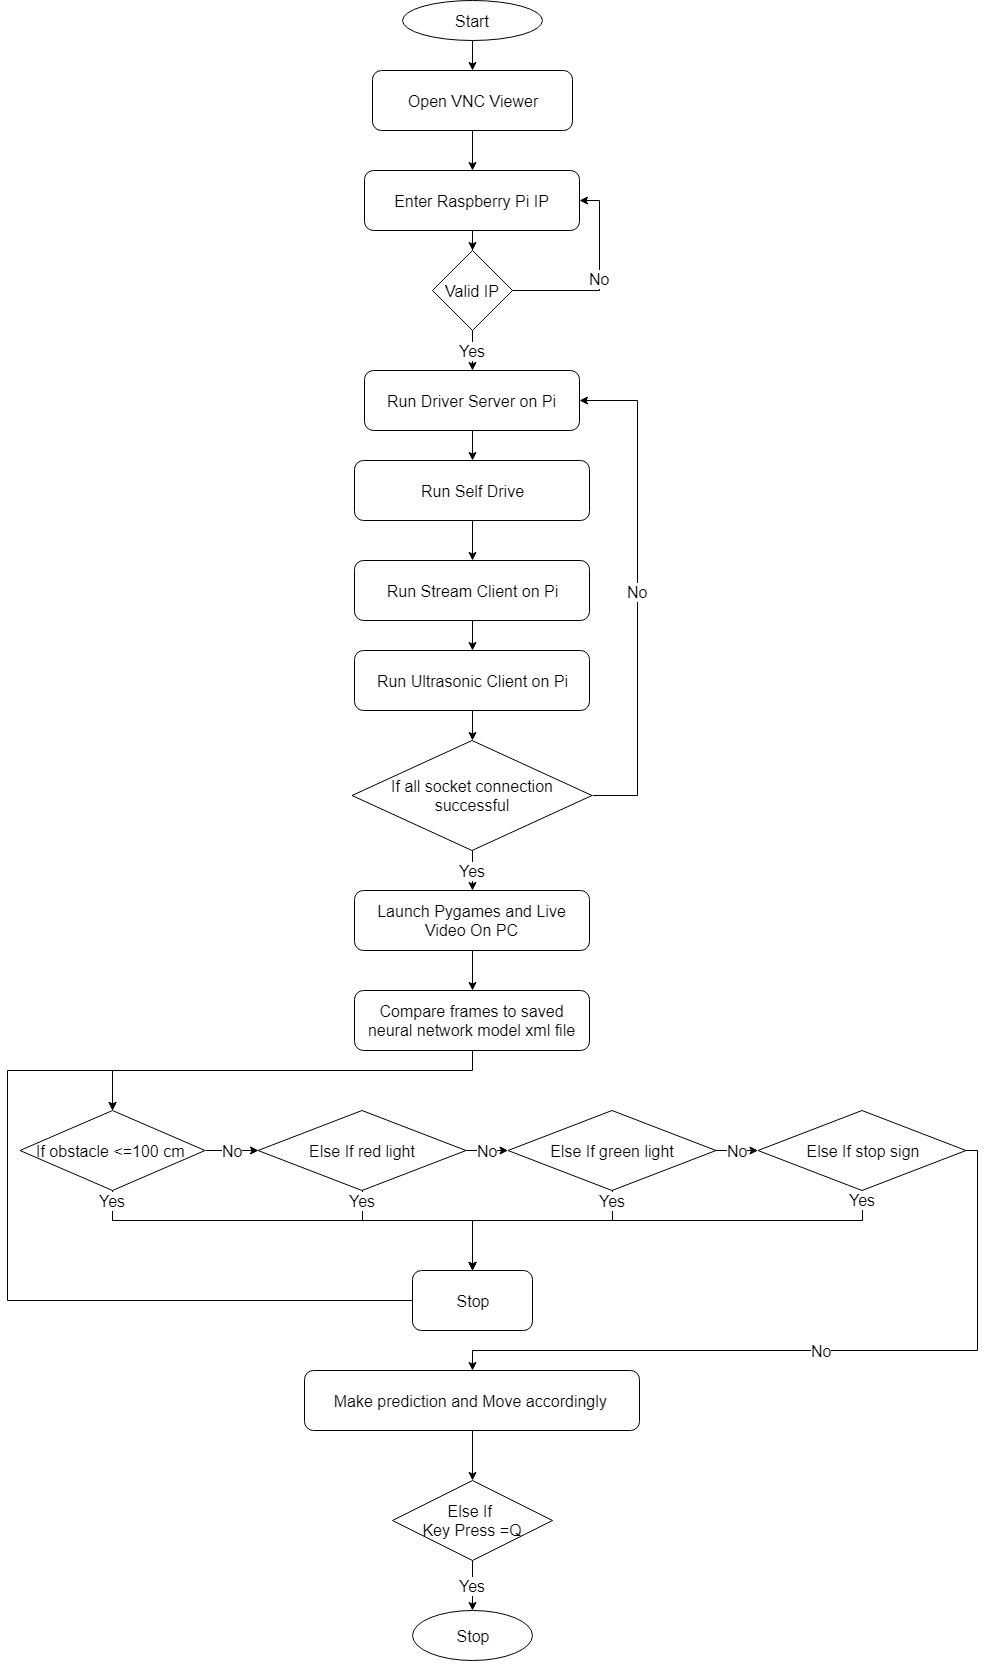 Start
Open VNC Viewer
Enter Raspberry Pi IP
No
Valid IP
Yes
Run Driver Server on Pi
Run Self Drive
Run Stream Client on Pi
No
Run Ultrasonic Client on Pi
If all socket connection
successful
Yes
Launch Pygames and Live
Video On PC
Compare frames to saved
neural network model xml file
If obstacle <=100 cm
No
Else If red light
No
Else If green light
No
Else If stop sign
Yes
Yes
Yes
Yes
Stop
No
Make prediction and Move accordingly
Else If
Key Press =Q
Yes
Stop